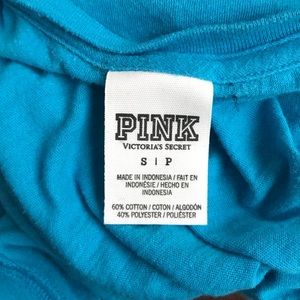 PINK
VICTORIA'S SECRET
S | P
MADE IN INDONESIA / FAIT EN
INDONÉSIE / HECHO EN
INDONESIA
60% COTTON / COTON / ALGODÓN
40% POLYESTER / POLIÉSTER